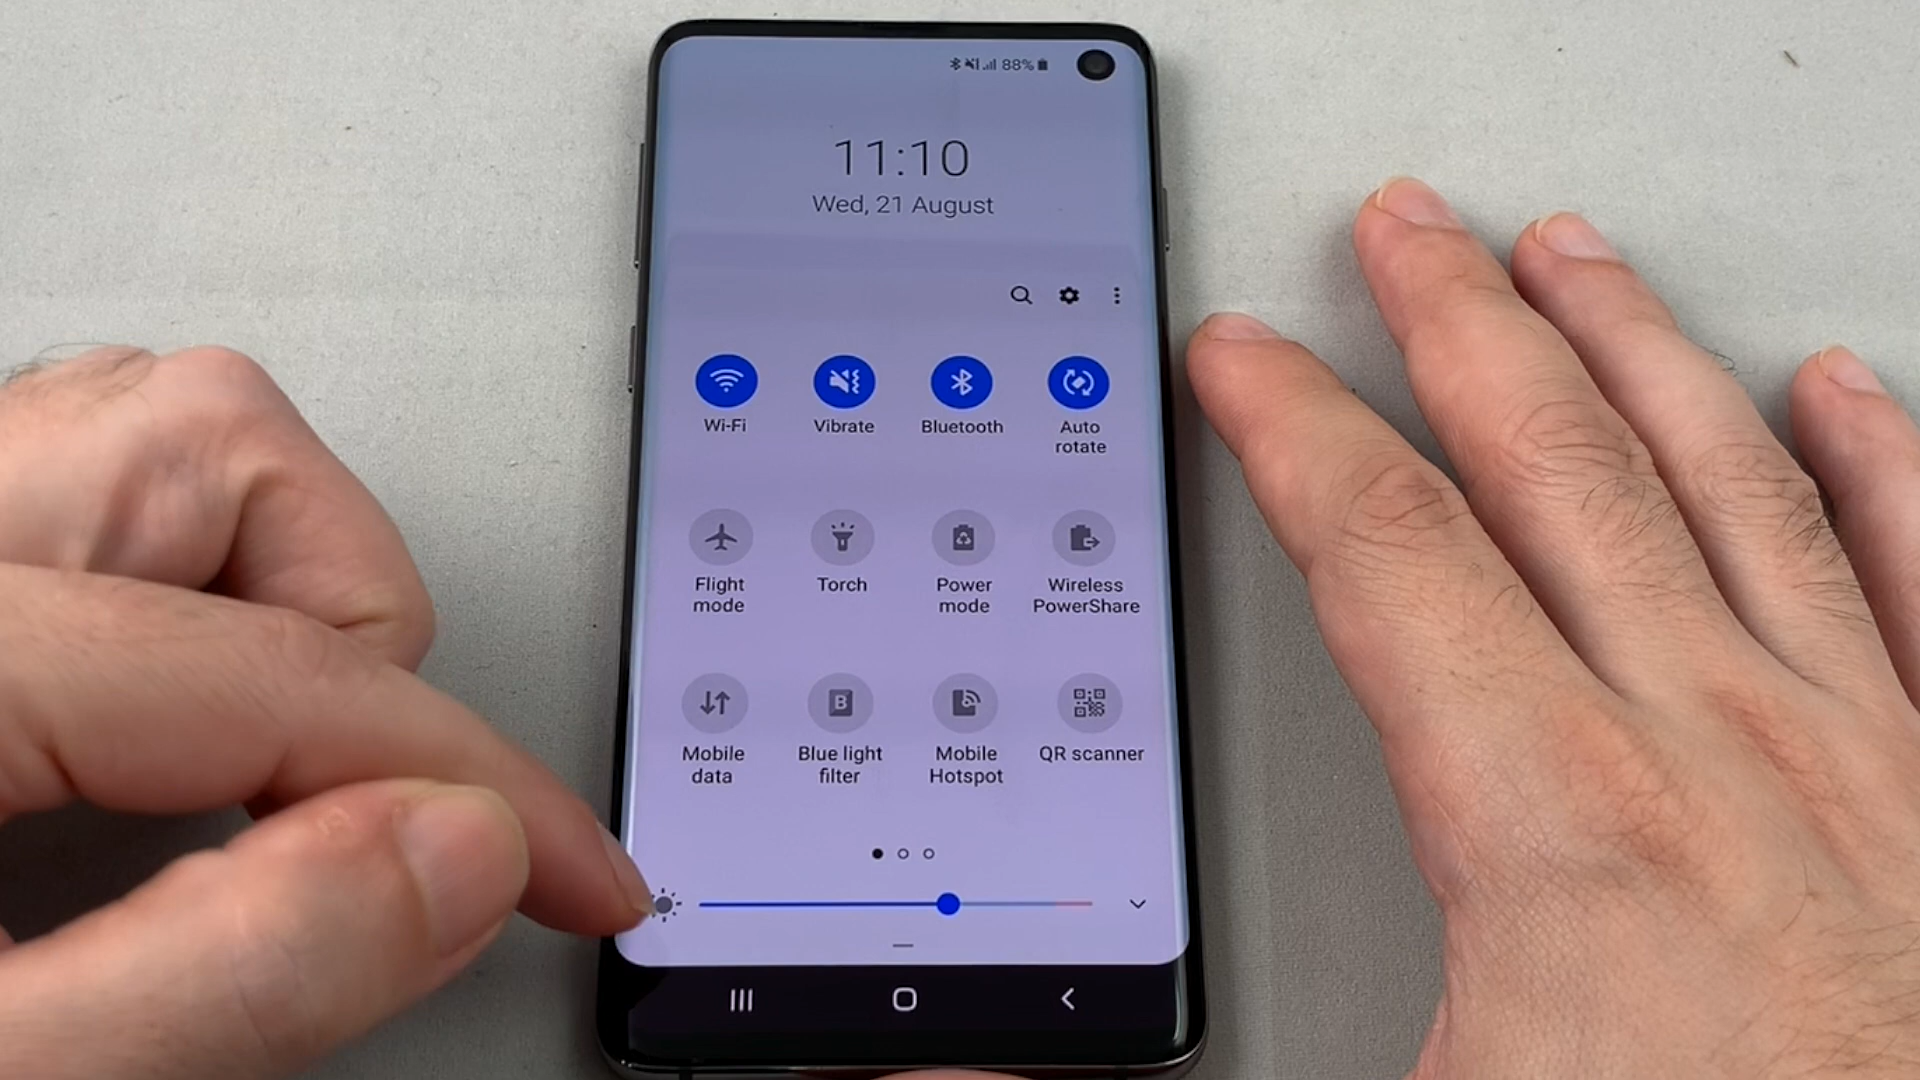 88%
11:10
Wed, 21 August
Wi-Fi
Vibrate
Bluetooth
Auto
rotate
Flight
mode
Torch
Power
mode
Wireless
PowerShare
Mobile
data
B
Blue light
filter
Mobile
Hotspot
QR scanner